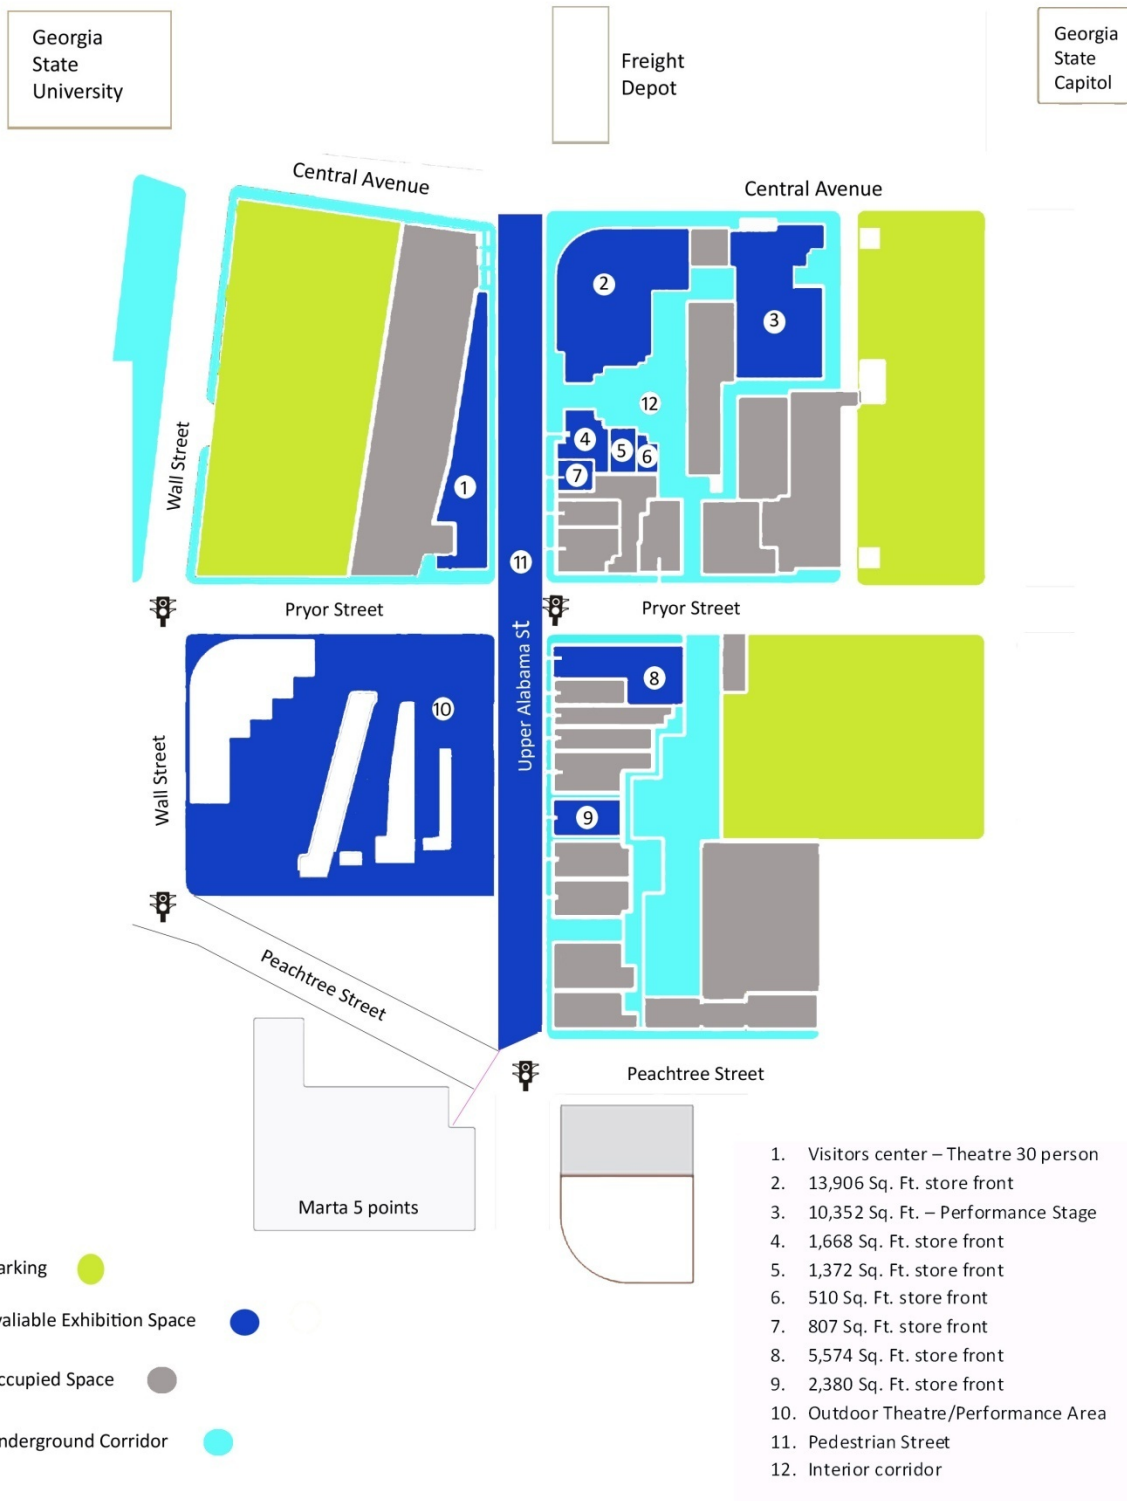 Georgia
State
University
Freight
Depot
Georgia
State
Capitol
Central Avenue
Central Avenue
2
3
12
4
5
6
7
1
11
Wall Street
Pryor Street
Pryor Street
Upper Alabama St
8
10
9
Wall Street
Peachtree Street
Peachtree Street
Marta 5 points
1. Visitors center – Theatre 30 person
2. 13,906 Sq. Ft. store front
3. 10,352 Sq. Ft. – Performance Stage
4. 1,668 Sq. Ft. store front
5. 1,372 Sq. Ft. store front
6. 510 Sq. Ft. store front
7. 807 Sq. Ft. store front
8. 5,574 Sq. Ft. store front
9. 2,380 Sq. Ft. store front
10. Outdoor Theatre/Performance Area
11. Pedestrian Street
12. Interior corridor
arking
valiable Exhibition Space
ccupied Space
nderground Corridor